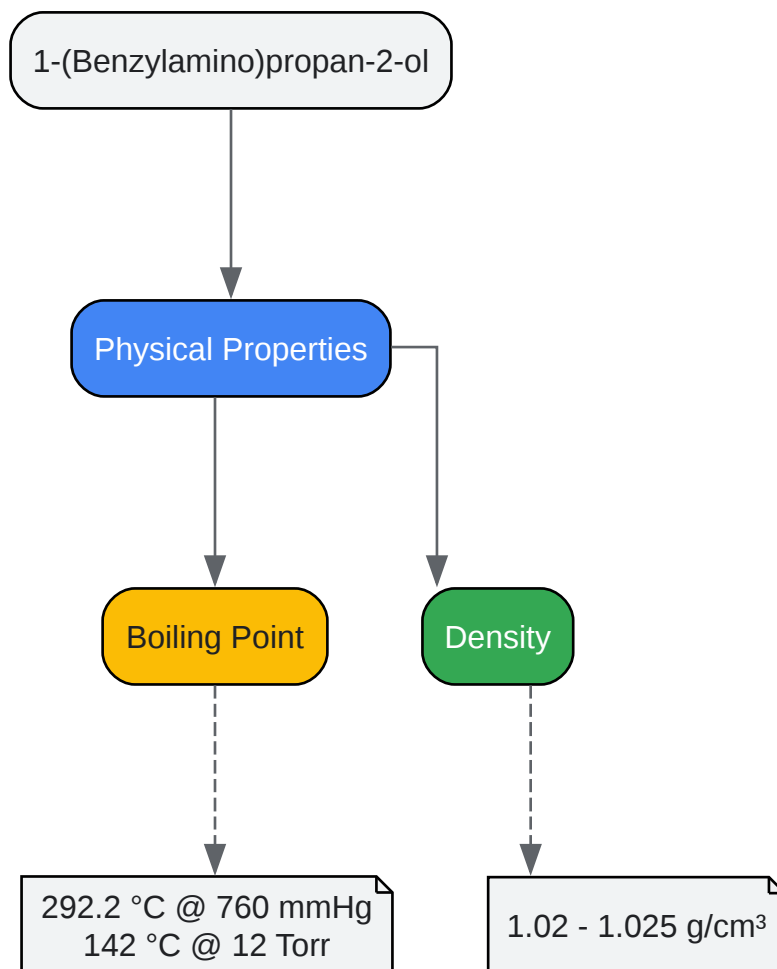 1-(Benzylamino)propan-2-ol
Physical Properties
Boiling Point
Density
292.2 °C @ 760 mmHg
142 °C @ 12 Torr
1.02 - 1.025 g/cm³